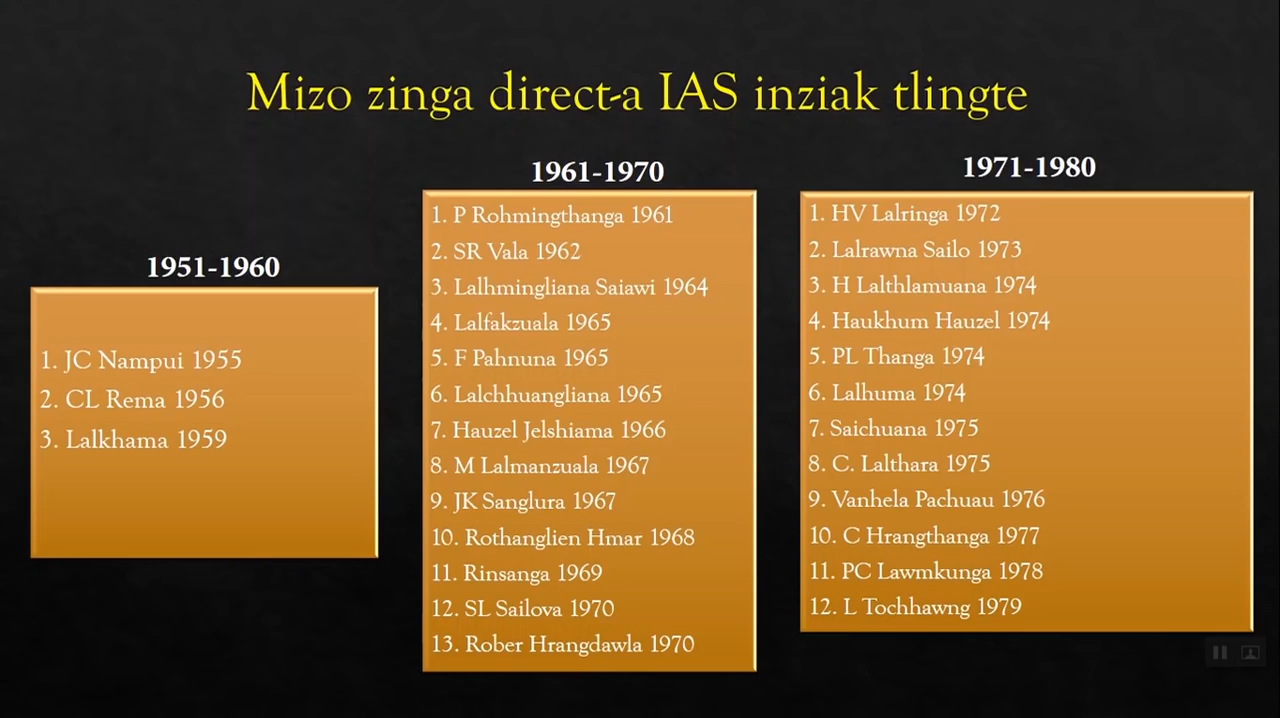 Mizo zinga direct-a IAS inziak tlingte
1951-1960
1. JC Nampui 1955
2. CL Rema 1956
3. Lalkhama 1959
1961-1970
1. P Rohmingthanga 1961
2. SR Vala 1962
3. Lalhmingliana Saiawi 1964
4. Lalfakzuala 1965
5. F Pahnuna 1965
6. Lalchhuangliana 1965
7. Hauzel Jelshiama 1966
8. M Lalmanzuala 1967
9. JK Sanglura 1967
10. Rothanglien Hmar 1968
11. Rinsanga 1969
12. SL Sailova 1970
13. Rober Hrangdawla 1970
1971-1980
1. HV Lalringa 1972
2. Lalrawna Sailo 1973
3. H Lalthlamuana 1974
4. Haukhum Hauzel 1974
5. PL Thanga 1974
6. Lalhuma 1974
7. Saichuana 1975
8. C. Lalthara 1975
9. Vanhela Pachuau 1976
10. C Hrangthanga 1977
11. PC Lawmkunga 1978
12. L Tochhawng 1979